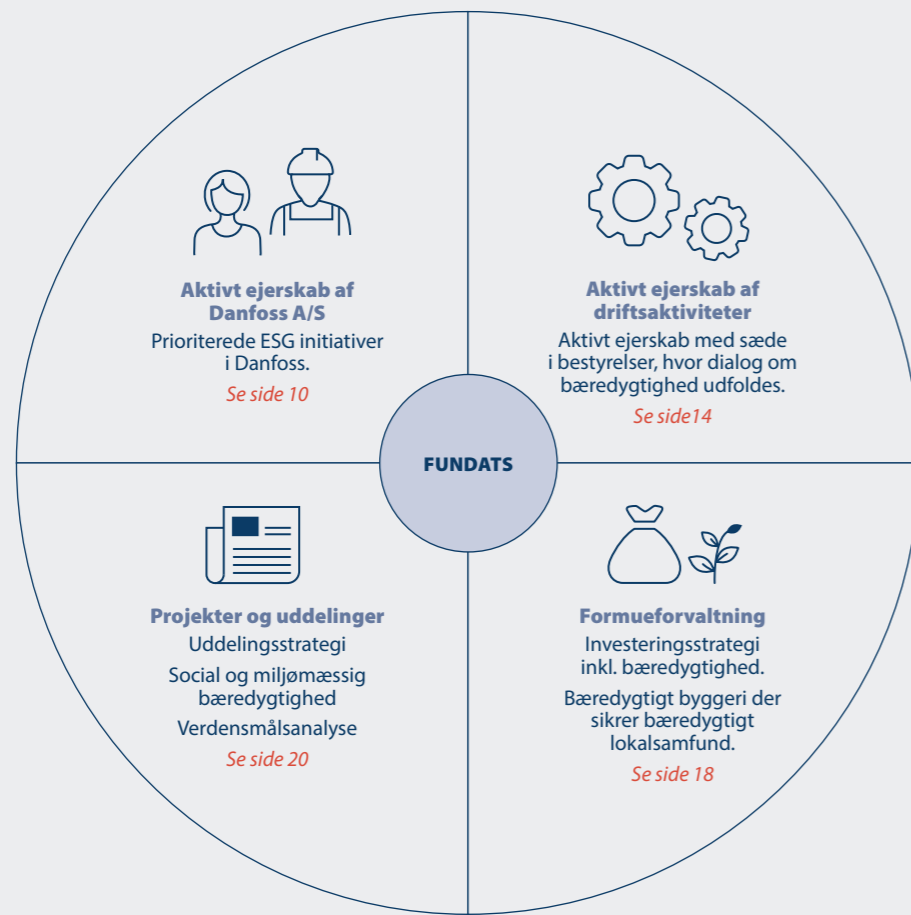 Aktivt ejerskab af
Danfoss A/S
Prioriterede ESG initiativer
i Danfoss.
Se side 10
Aktivt ejerskab af
driftsaktiviteter
Aktivt ejerskab med sæde
i bestyrelser, hvor dialog om
bæredygtighed udfoldes.
Se side14
FUNDATS
Projekter og uddelinger
Uddelingsstrategi
Social og miljømæssig
bæredygtighed
Verdensmålsanalyse
Se side 20
Formueforvaltning
Investeringsstrategi
inkl. bæredygtighed.
Bæredygtigt byggeri der
sikrer bæredygtigt
lokalsamfund.
Se side 18